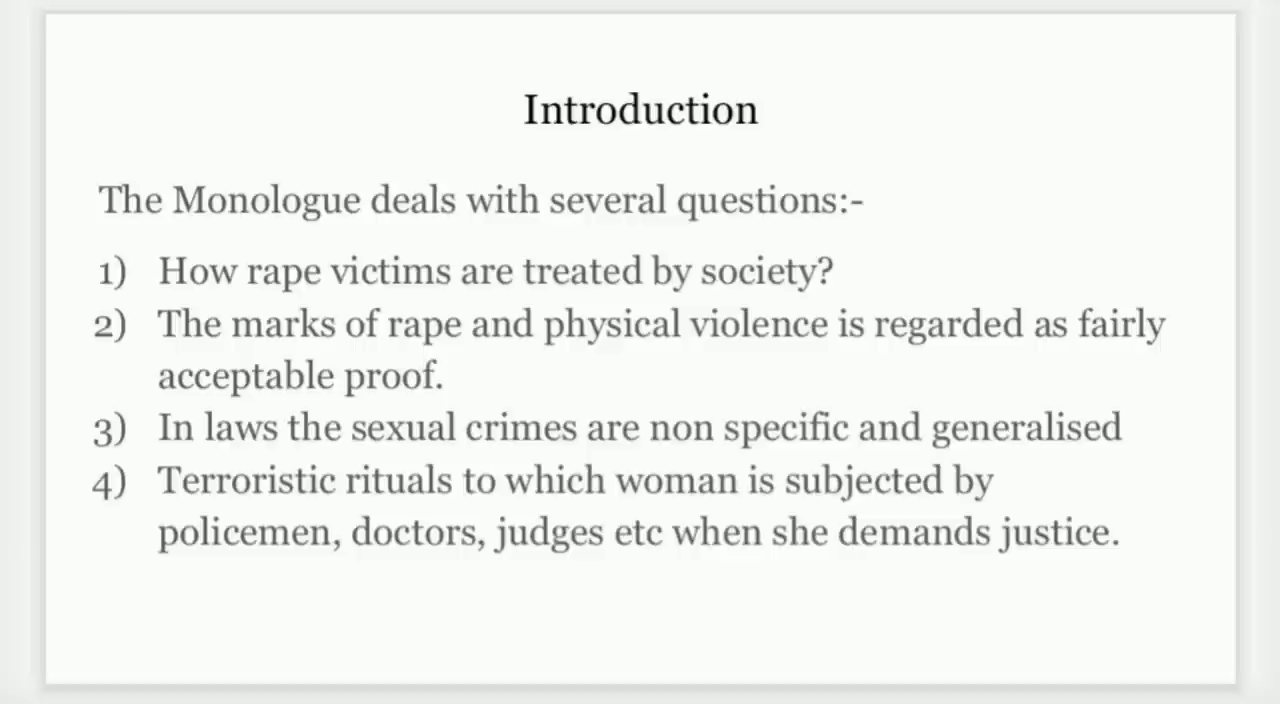 Introduction
The Monologue deals with several questions:-
1) How rape victims are treated by society?
2) The marks of rape and physical violence is regarded as fairly
acceptable proof.
3) In laws the sexual crimes are non specific and generalised
4) Terroristic rituals to which woman is subjected by
policemen, doctors, judges etc when she demands justice.